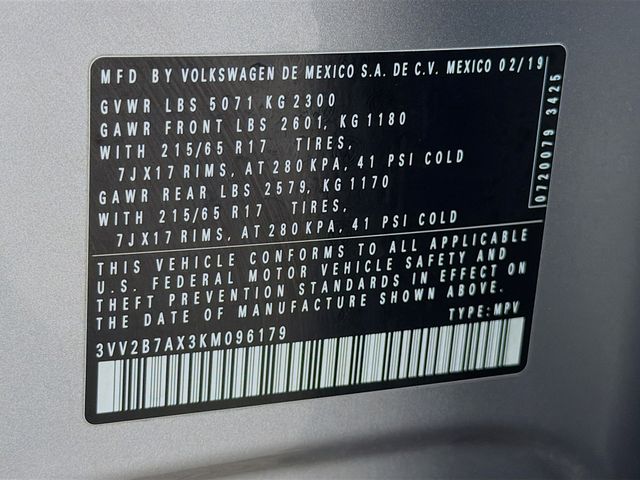 MFD BY VOLKSWAGEN DE MEXICO S.A. DE C.V. MEXICO 02/19
GVWR LBS 5071 KG 2300
GAWR FRONT LBS 2601, KG 1180
WITH 215/65 R17 TIRES,
7JX17 RIMS, AT 280 KPA, 41 PSI COLD
GAWR REAR LBS 2579, KG 1170
WITH 215/65 R17 TIRES,
7JX17 RIMS, AT 280 KPA, 41 PSI COLD
0720079 3425
THIS VEHICLE CONFORMS TO ALL APPLICABLE
U.S. FEDERAL MOTOR VEHICLE SAFETY AND
THEFT PREVENTION STANDARDS IN EFFECT ON
THE DATE OF MANUFACTURE SHOWN ABOVE.
3VV2B7AX3KM096179 TYPE: MPV